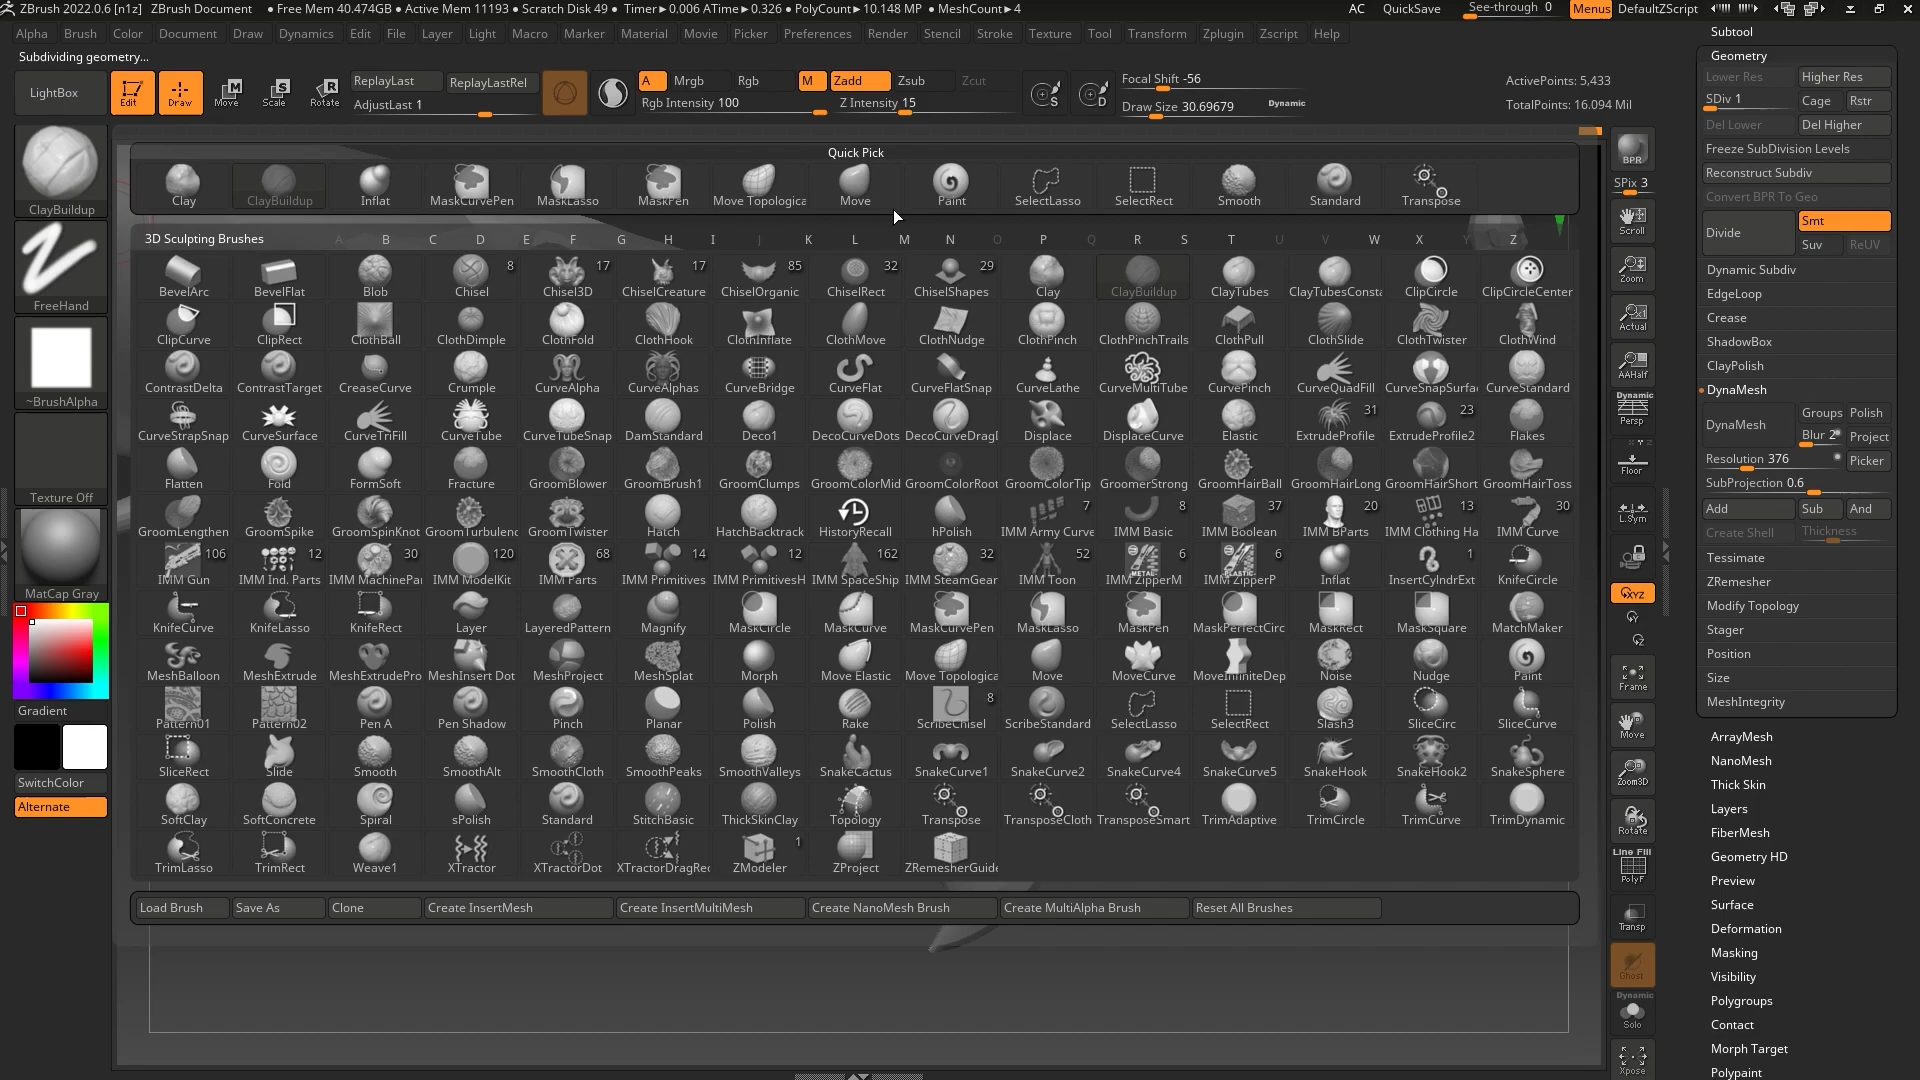 ZBrush 2022.0.6 [n1z] ZBrush Document ● Free Mem 40.474GB ● Active Mem 11193 ● Scratch Disk 49 ● Timer►0.006 ATime►0.326 ● PolyCount►10.148 MP ● MeshCount►4 AC QuickSave See-through 0 Menus DefaultZScript
Alpha Brush Color Document Draw Dynamics Edit File Layer Light Macro Marker Material Movie Picker Preferences Render Stencil Stroke Texture Tool Transform Zplugin Zscript Help
Subdividing geometry...
LightBox Edit Draw Move Scale Rotate ReplayLast ReplayLastRel A Mrgb Rgb M Zadd Zsub Zcut Focal Shift -56 ActivePoints: 5,433
AdjustLast 1 Rgb Intensity 100 Z Intensity 15 S D Draw Size 30.69679 Dynamic TotalPoints: 16.094 Mil
ClayBuildup
FreeHand
~BrushAlpha
Texture Off
MatCap Gray
Gradient
SwitchColor
Alternate
Quick Pick
Clay ClayBuildup Inflat MaskCurvePen MaskLasso MaskPen Move Topologica Move Paint SelectLasso SelectRect Smooth Standard Transpose
3D Sculpting Brushes A B C D E F G H I J K L M N O P Q R S T U V W X Y Z
8 17 17 85 32 29
BevelArc BevelFlat Blob Chisel Chisel3D ChiselCreature ChiselOrganic ChiselRect ChiselShapes Clay ClayBuildup ClayTubes ClayTubesConsta ClipCircle ClipCircleCenter
ClipCurve ClipRect ClothBall ClothDimple ClothFold ClothHook ClothInflate ClothMove ClothNudge ClothPinch ClothPinchTrails ClothPull ClothSlide ClothTwister ClothWind
ContrastDelta ContrastTarget CreaseCurve Crumple CurveAlpha CurveAlphas CurveBridge CurveFlat CurveFlatSnap CurveLathe CurveMultiTube CurvePinch CurveQuadFill CurveSnapSurfac CurveStandard
31 23
CurveStrapSnap CurveSurface CurveTriFill CurveTube CurveTubeSnap DamStandard Deco1 DecoCurveDots DecoCurveDragD Displace DisplaceCurve Elastic ExtrudeProfile ExtrudeProfile2 Flakes
Flatten Fold FormSoft Fracture GroomBlower GroomBrush1 GroomClumps GroomColorMid GroomColorRoot GroomColorTip GroomerStrong GroomHairBall GroomHairLong GroomHairShort GroomHairToss
7 8 37 20 13 30
GroomLengthen GroomSpike GroomSpinKnot GroomTurbulenc GroomTwister Hatch HatchBacktrack HistoryRecall hPolish IMM Army Curve IMM Basic IMM Boolean IMM BParts IMM Clothing Ha IMM Curve
106 12 30 120 68 14 12 162 32 52 6 6 1
IMM Gun IMM Ind. Parts IMM MachinePar IMM ModelKit IMM Parts IMM Primitives IMM PrimitivesH IMM SpaceShip IMM SteamGear IMM Toon IMM ZipperM IMM ZipperP Inflat InsertCylndrExt KnifeCircle
KnifeCurve KnifeLasso KnifeRect Layer LayeredPattern Magnify MaskCircle MaskCurve MaskCurvePen MaskLasso MaskPen MaskPerfectCirc MaskRect MaskSquare MatchMaker
MeshBalloon MeshExtrude MeshExtrudePro MeshInsert Dot MeshProject MeshSplat Morph Move Elastic Move Topologica Move MoveCurve MoveInfiniteDep Noise Nudge Paint
8
Pattern01 Pattern02 Pen A Pen Shadow Pinch Planar Polish Rake ScribeChisel ScribeStandard SelectLasso SelectRect Slash3 SliceCirc SliceCurve
SliceRect Slide Smooth SmoothAlt SmoothCloth SmoothPeaks SmoothValleys SnakeCactus SnakeCurve1 SnakeCurve2 SnakeCurve4 SnakeCurve5 SnakeHook SnakeHook2 SnakeSphere
SoftClay SoftConcrete Spiral sPolish Standard StitchBasic ThickSkinClay Topology Transpose TransposeCloth TransposeSmart TrimAdaptive TrimCircle TrimCurve TrimDynamic
1
TrimLasso TrimRect Weave1 XTractor XTractorDot XTractorDragRec ZModeler ZProject ZRemesherGuide
Load Brush Save As Clone Create InsertMesh Create InsertMultiMesh Create NanoMesh Brush Create MultiAlpha Brush Reset All Brushes
BPR
SPix 3
Scroll
Zoom
Actual
AAHalf
Dynamic
Persp
Floor
L.Sym
XYZ
Frame
Move
Zoom3D
Rotate
Line Fill
PolyF
Transp
Ghost
Dynamic
Solo
Xpose
Subtool
Geometry
Lower Res Higher Res
SDiv 1 Cage Rstr
Del Lower Del Higher
Freeze SubDivision Levels
Reconstruct Subdiv
Convert BPR To Geo
Divide Smt
Suv ReUV
Dynamic Subdiv
EdgeLoop
Crease
ShadowBox
ClayPolish
DynaMesh
DynaMesh Groups Polish
Blur 2 Project
Resolution 376 Picker
SubProjection 0.6
Add Sub And
Create Shell Thickness
Tessimate
ZRemesher
Modify Topology
Stager
Position
Size
MeshIntegrity
ArrayMesh
NanoMesh
Thick Skin
Layers
FiberMesh
Geometry HD
Preview
Surface
Deformation
Masking
Visibility
Polygroups
Contact
Morph Target
Polypaint